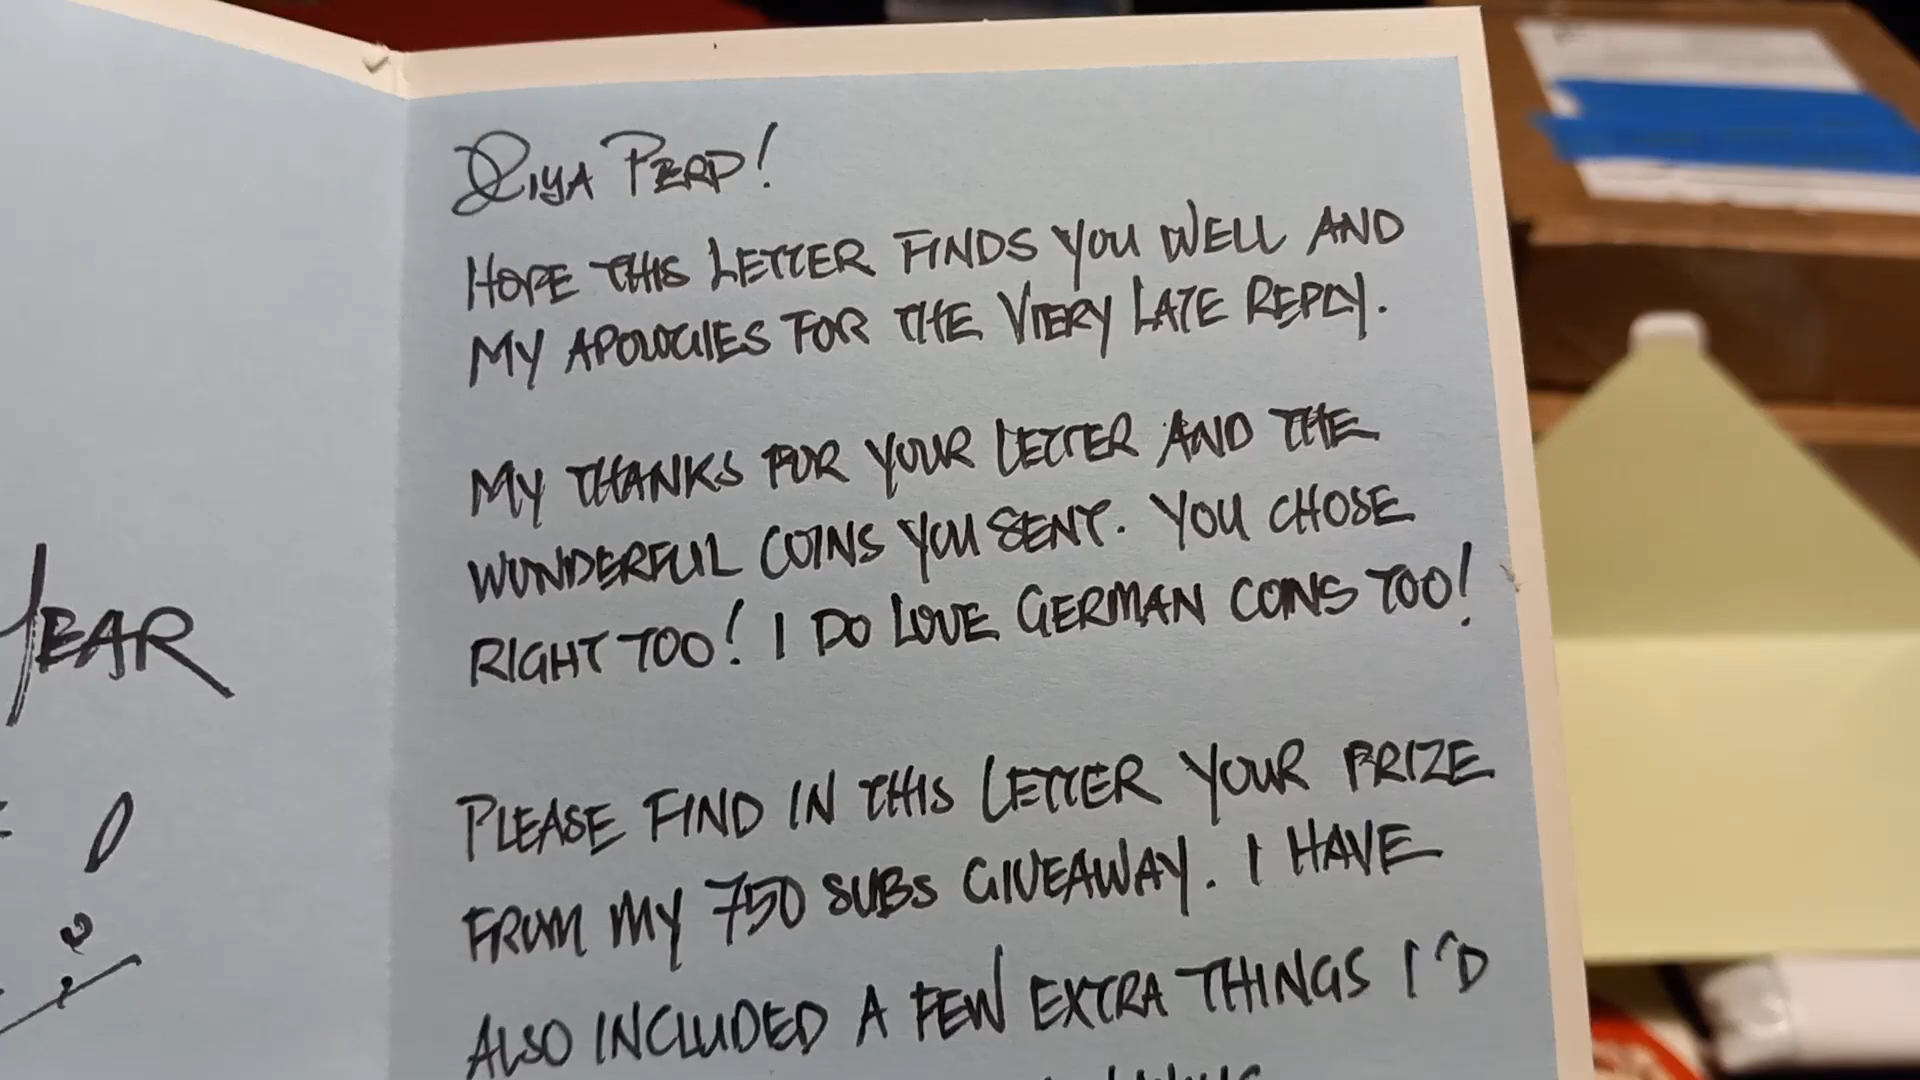 YEAR
Hiya PERP!
HOPE THIS LETTER FINDS YOU WELL AND
MY APOLOGIES FOR THE VERY LATE REPLY.
MY THANKS FOR YOUR LETTER AND THE
WONDERFUL COINS YOU SENT. YOU CHOSE
RIGHT TOO! I DO LOVE GERMAN COINS TOO!
PLEASE FIND IN THIS LETTER YOUR PRIZE
FROM MY 750 SUBS GIVEAWAY. I HAVE
ALSO INCLUDED A FEW EXTRA THINGS I'D